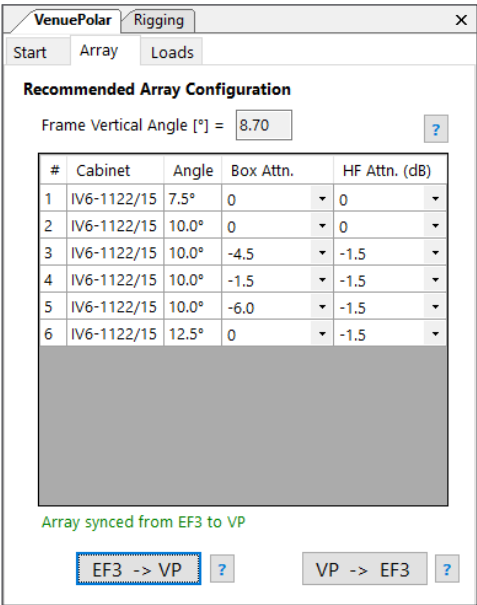 VenuePolar Rigging x
Start Array Loads
Recommended Array Configuration
Frame Vertical Angle [°] = 8.70 ?
# Cabinet Angle Box Attn. HF Attn. (dB)
1 IV6-1122/15 7.5° 0 0
2 IV6-1122/15 10.0° 0 0
3 IV6-1122/15 10.0° -4.5 -1.5
4 IV6-1122/15 10.0° -1.5 -1.5
5 IV6-1122/15 10.0° -6.0 -1.5
6 IV6-1122/15 12.5° 0 -1.5
Array synced from EF3 to VP
EF3 -> VP ? VP -> EF3 ?